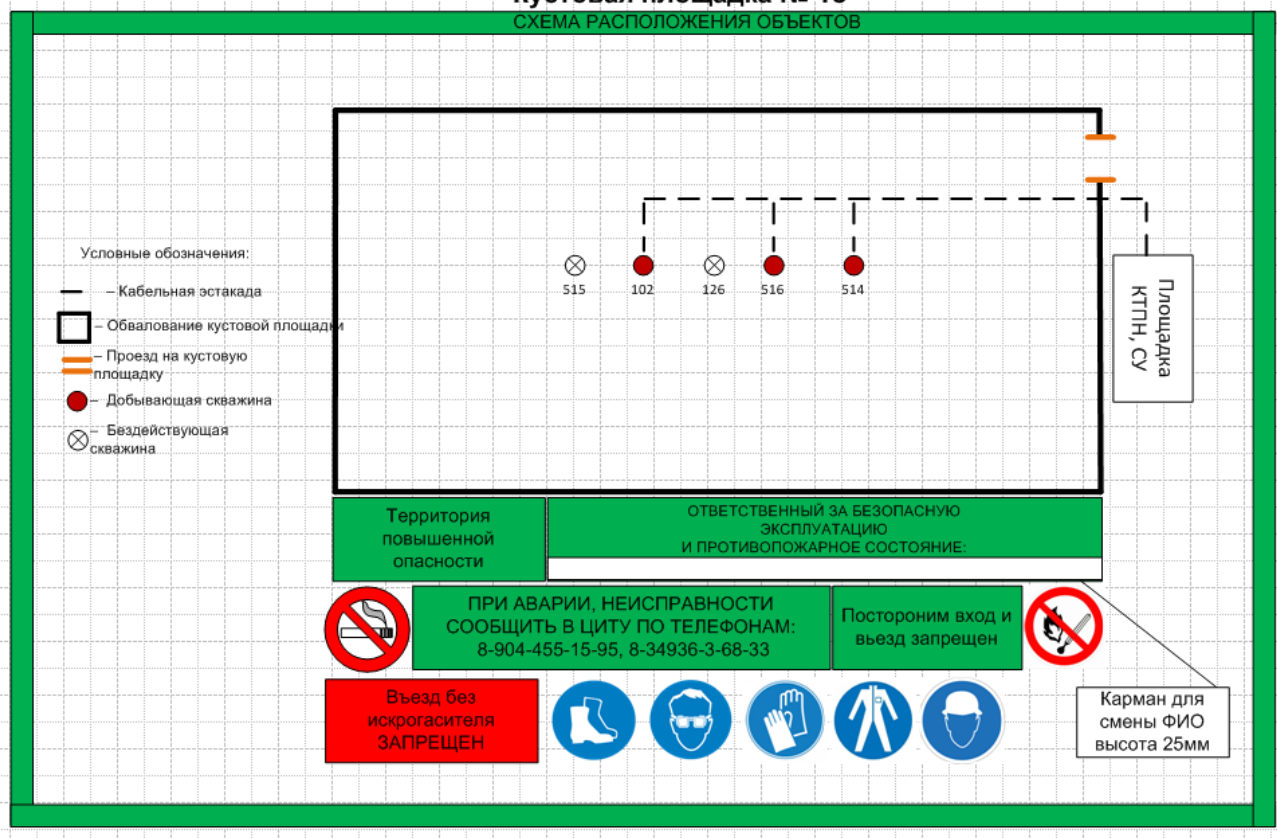 СХЕМА РАСПОЛОЖЕНИЯ ОБЪЕКТОВ
Условные обозначения:
– Кабельная эстакада
– Обвалование кустовой площадки
– Проезд на кустовую
площадку
– Добывающая скважина
– Бездействующая
скважина
515
102
126
516
514
Площадка
КТПН, СУ
Территория
повышенной
опасности
ОТВЕТСТВЕННЫЙ ЗА БЕЗОПАСНУЮ
ЭКСПЛУАТАЦИЮ
И ПРОТИВОПОЖАРНОЕ СОСТОЯНИЕ:
ПРИ АВАРИИ, НЕИСПРАВНОСТИ
СООБЩИТЬ В ЦИТУ ПО ТЕЛЕФОНАМ:
8-904-455-15-95, 8-34936-3-68-33
Постороним вход и
вьезд запрещен
Въезд без
искрогасителя
ЗАПРЕЩЕН
Карман для
смены ФИО
высота 25мм